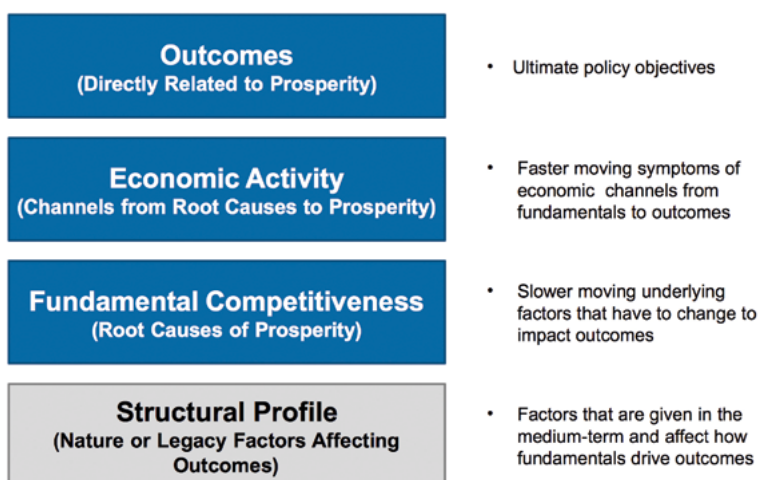 Outcomes
(Directly Related to Prosperity)
• Ultimate policy objectives
Economic Activity
(Channels from Root Causes to Prosperity)
• Faster moving symptoms of
economic channels from
fundamentals to outcomes
Fundamental Competitiveness
(Root Causes of Prosperity)
• Slower moving underlying
factors that have to change to
impact outcomes
Structural Profile
(Nature or Legacy Factors Affecting
Outcomes)
• Factors that are given in the
medium-term and affect how
fundamentals drive outcomes